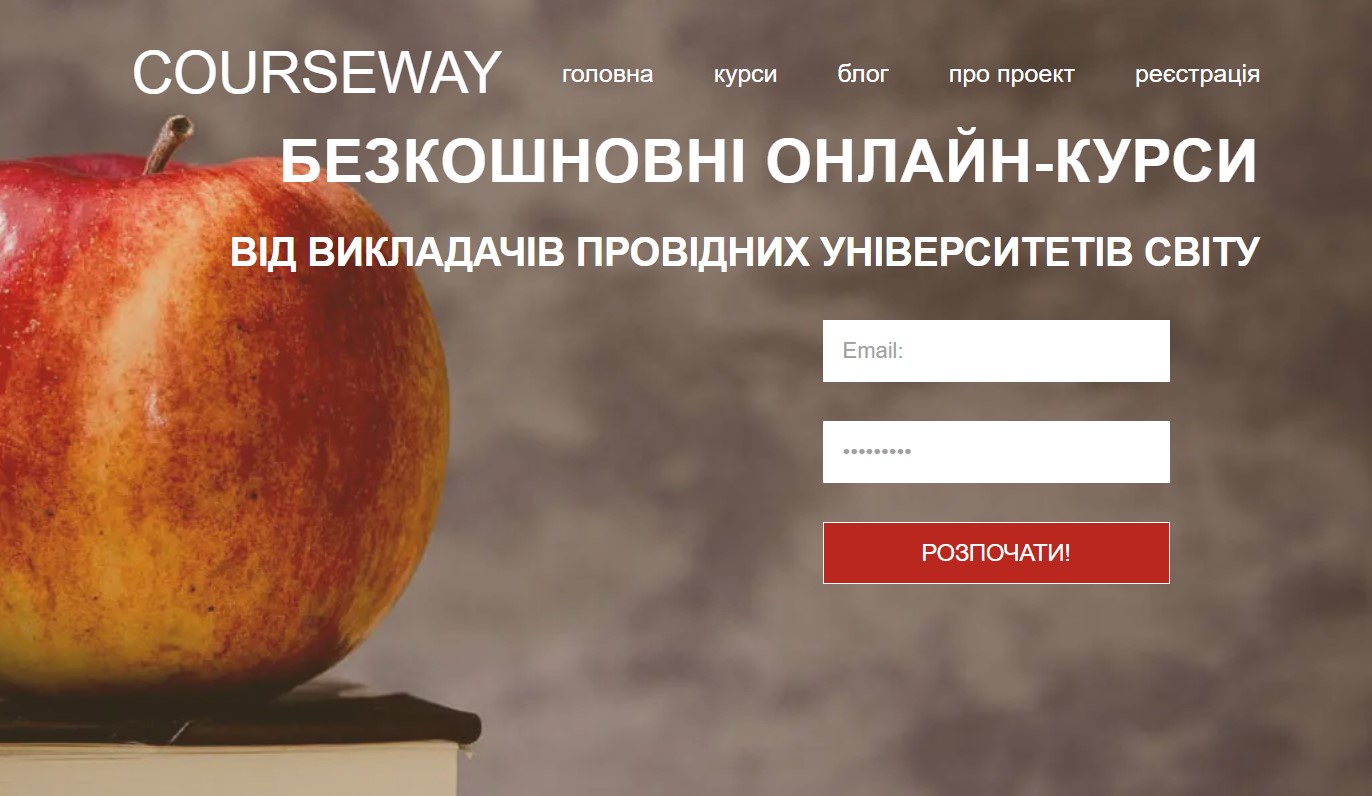 COURSEWAY головна курси блог про проект реєстрація
БЕЗКОШНОВНІ ОНЛАЙН-КУРСИ
ВІД ВИКЛАДАЧІВ ПРОВІДНИХ УНІВЕРСИТЕТІВ СВІТУ
Email:
•••••••••
РОЗПОЧАТИ!